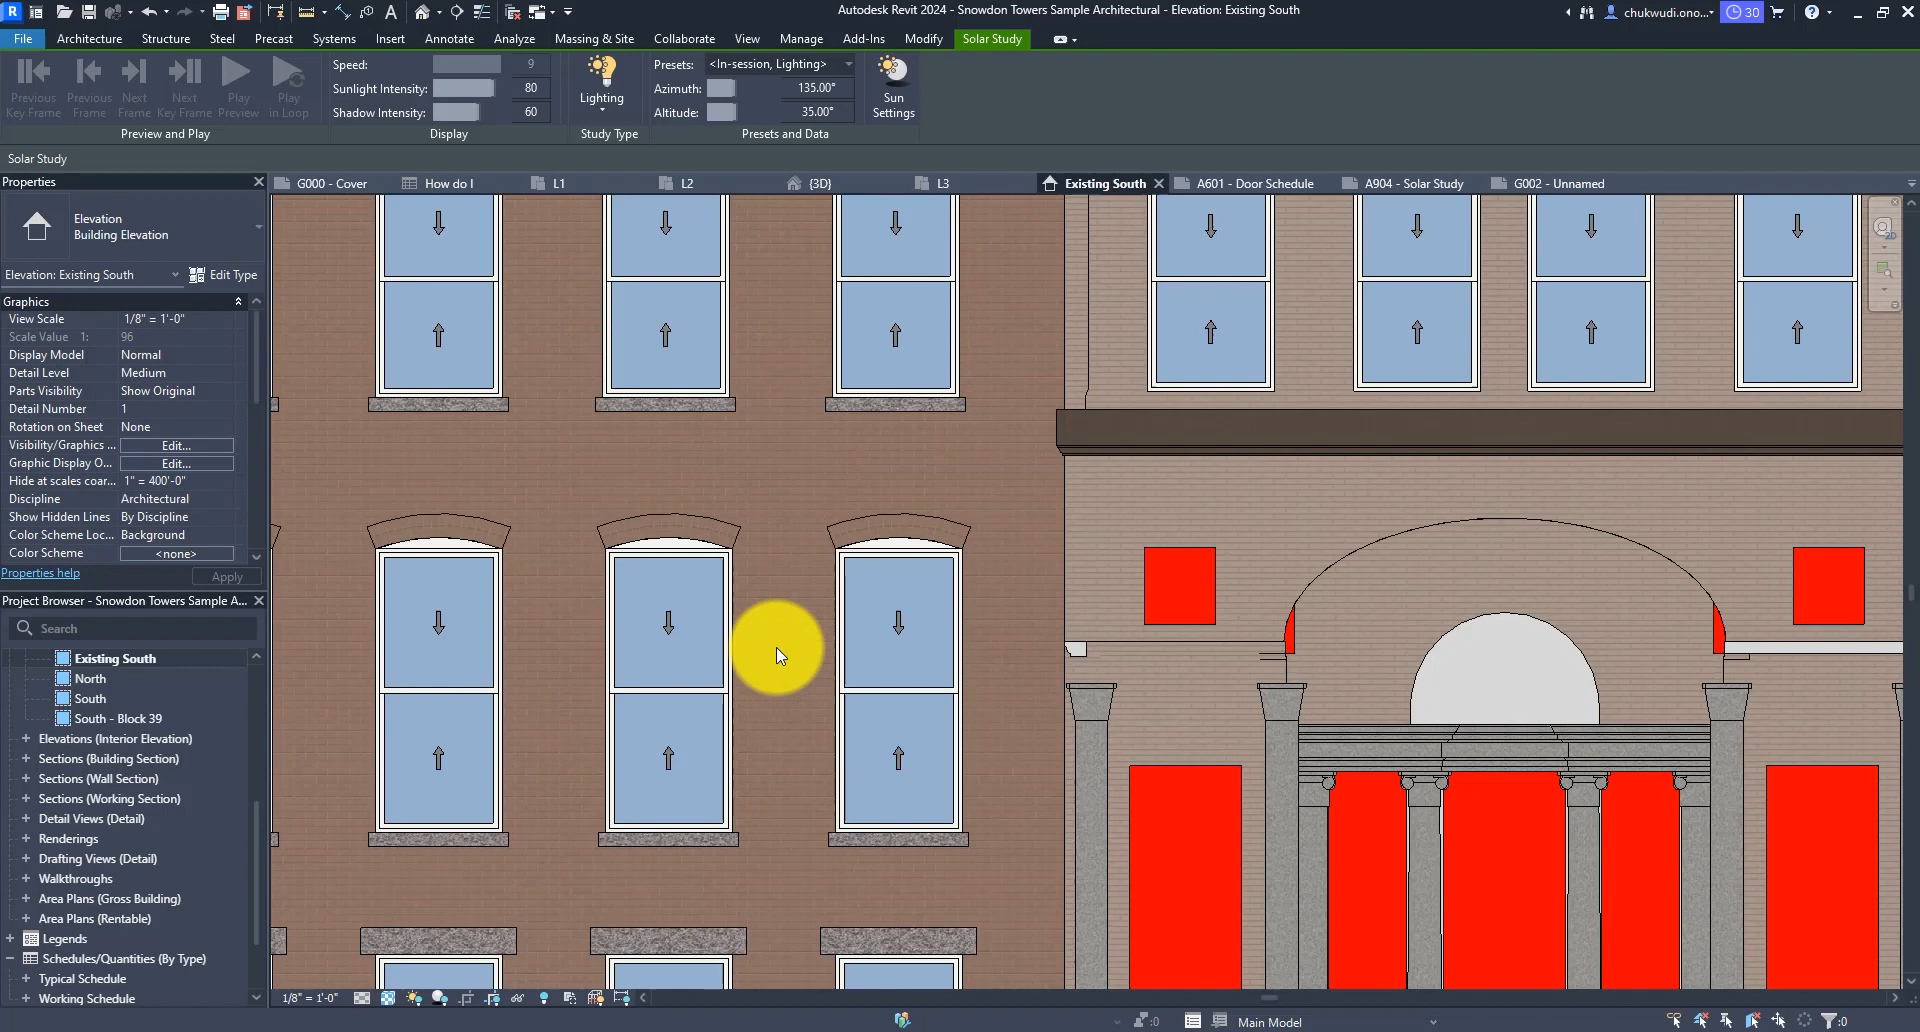 Autodesk Revit 2024 - Snowdon Towers Sample Architectural - Elevation: Existing South
chukwudi.ono...
30
File
Architecture
Structure
Steel
Precast
Systems
Insert
Annotate
Analyze
Massing & Site
Collaborate
View
Manage
Add-Ins
Modify
Solar Study
Previous
Key Frame
Previous
Frame
Next
Frame
Next
Key Frame
Play
Preview
Play
in Loop
Preview and Play
Speed: 9
Sunlight Intensity: 80
Shadow Intensity: 60
Display
Lighting
Study Type
Presets: <In-session, Lighting>
Azimuth: 135.00°
Altitude: 35.00°
Presets and Data
Sun
Settings
Solar Study
Properties
G000 - Cover
How do I
L1
L2
{3D}
L3
Existing South
A601 - Door Schedule
A904 - Solar Study
G002 - Unnamed
Elevation
Building Elevation
Elevation: Existing South
Edit Type
Graphics
View Scale 1/8" = 1'-0"
Scale Value 1: 96
Display Model Normal
Detail Level Medium
Parts Visibility Show Original
Detail Number 1
Rotation on Sheet None
Visibility/Graphics ... Edit...
Graphic Display O... Edit...
Hide at scales coar... 1" = 400'-0"
Discipline Architectural
Show Hidden Lines By Discipline
Color Scheme Loc... Background
Color Scheme <none>
Properties help
Apply
Project Browser - Snowdon Towers Sample A...
Search
Existing South
North
South
South - Block 39
Elevations (Interior Elevation)
Sections (Building Section)
Sections (Wall Section)
Sections (Working Section)
Detail Views (Detail)
Renderings
Drafting Views (Detail)
Walkthroughs
Area Plans (Gross Building)
Area Plans (Rentable)
Legends
Schedules/Quantities (By Type)
Typical Schedule
Working Schedule
1/8" = 1'-0"
:0
Main Model
:0